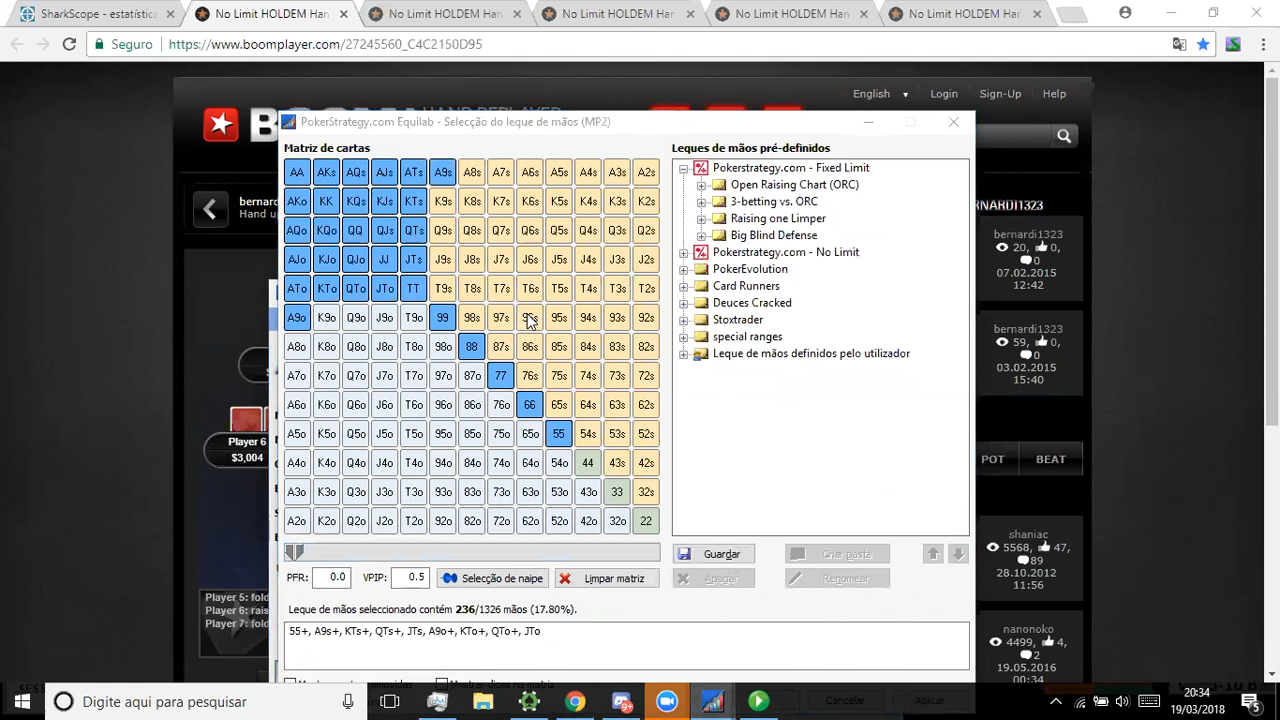 SharkScope - estatíst
No Limit HOLDEM Har
No Limit HOLDEM Har
No Limit HOLDEM Har
No Limit HOLDEM Har
No Limit HOLDEM Har
Seguro
https://www.boomplayer.com/27245560_C4C2150D95
English
Login
Sign-Up
Help
PokerStrategy.com Equilab - Selecção do leque de mãos (MP2)
Matriz de cartas
Leques de mãos pré-definidos
AA AKs AQs AJs ATs A9s A8s A7s A6s A5s A4s A3s A2s
AKo KK KQs KJs KTs K9s K8s K7s K6s K5s K4s K3s K2s
AQo KQo QQ QJs QTs Q9s Q8s Q7s Q6s Q5s Q4s Q3s Q2s
AJo KJo QJo JJ JTs J9s J8s J7s J6s J5s J4s J3s J2s
ATo KTo QTo JTo TT T9s T8s T7s T6s T5s T4s T3s T2s
A9o K9o Q9o J9o T9o 99 98s 97s 95s 94s 93s 92s
A8o K8o Q8o J8o T8o 98o 88 87s 86s 85s 84s 83s 82s
A7o K7o Q7o J7o T7o 97o 87o 77 76s 75s 74s 73s 72s
A6o K6o Q6o J6o T6o 96o 86o 76o 66 65s 64s 63s 62s
A5o K5o Q5o J5o T5o 95o 85o 75o 65o 55 54s 53s 52s
A4o K4o Q4o J4o T4o 94o 84o 74o 64o 54o 44 43s 42s
A3o K3o Q3o J3o T3o 93o 83o 73o 63o 53o 43o 33 32s
A2o K2o Q2o J2o T2o 92o 82o 72o 62o 52o 42o 32o 22
Pokerstrategy.com - Fixed Limit
Open Raising Chart (ORC)
3-betting vs. ORC
Raising one Limper
Big Blind Defense
Pokerstrategy.com - No Limit
PokerEvolution
Card Runners
Deuces Cracked
Stoxtrader
special ranges
Leque de mãos definidos pelo utilizador
Guardar
Criar pasta
Apagar
Renomear
PFR: 0.0 VPIP: 0.5 Selecção de naipe Limpar matriz
Leque de mãos seleccionado contém 236/1326 mãos (17.80%).
55+, A9s+, KTs+, QTs+, JTs, A9o+, KTo+, QTo+, JTo
Cancelar
berna
Hand u
Player 6
$3,004
Player 5: fold
Player 6: rais
Player 7: fold
RNARDI1323
bernardi1323
20, 0,
0
07.02.2015
12:42
bernardi1323
59, 0,
0
03.02.2015
15:40
POT
BEAT
shaniac
5568, 47,
89
28.10.2012
11:56
nanonoko
4499, 4,
2
19.05.2016
00:34
Digite aqui para pesquisar
20:34
19/03/2018
5